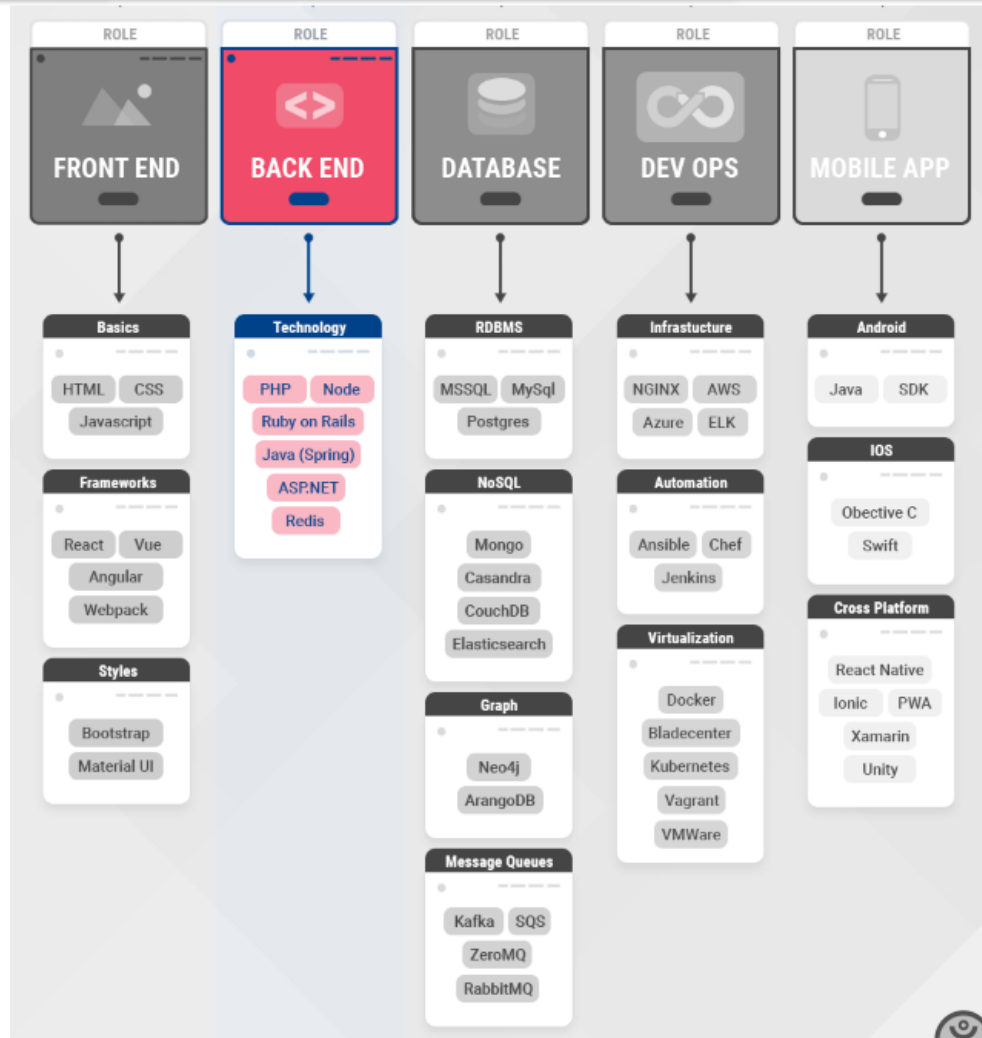 ROLE
FRONT END
Basics
HTML CSS
Javascript
Frameworks
React Vue
Angular
Webpack
Styles
Bootstrap
Material UI
ROLE
BACK END
Technology
PHP Node
Ruby on Rails
Java (Spring)
ASP.NET
Redis
ROLE
DATABASE
RDBMS
MSSQL MySql
Postgres
NoSQL
Mongo
Casandra
CouchDB
Elasticsearch
Graph
Neo4j
ArangoDB
Message Queues
Kafka SQS
ZeroMQ
RabbitMQ
ROLE
DEV OPS
Infrastucture
NGINX AWS
Azure ELK
Automation
Ansible Chef
Jenkins
Virtualization
Docker
Bladecenter
Kubernetes
Vagrant
VMWare
ROLE
MOBILE APP
Android
Java SDK
IOS
Obective C
Swift
Cross Platform
React Native
Ionic PWA
Xamarin
Unity